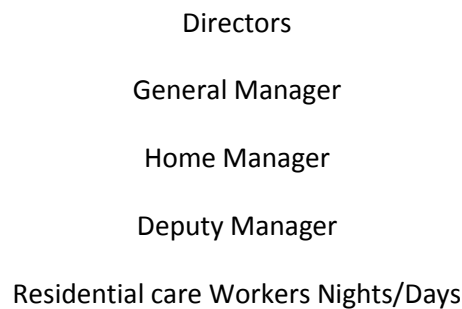 Directors
General Manager
Home Manager
Deputy Manager
Residential care Workers Nights/Days